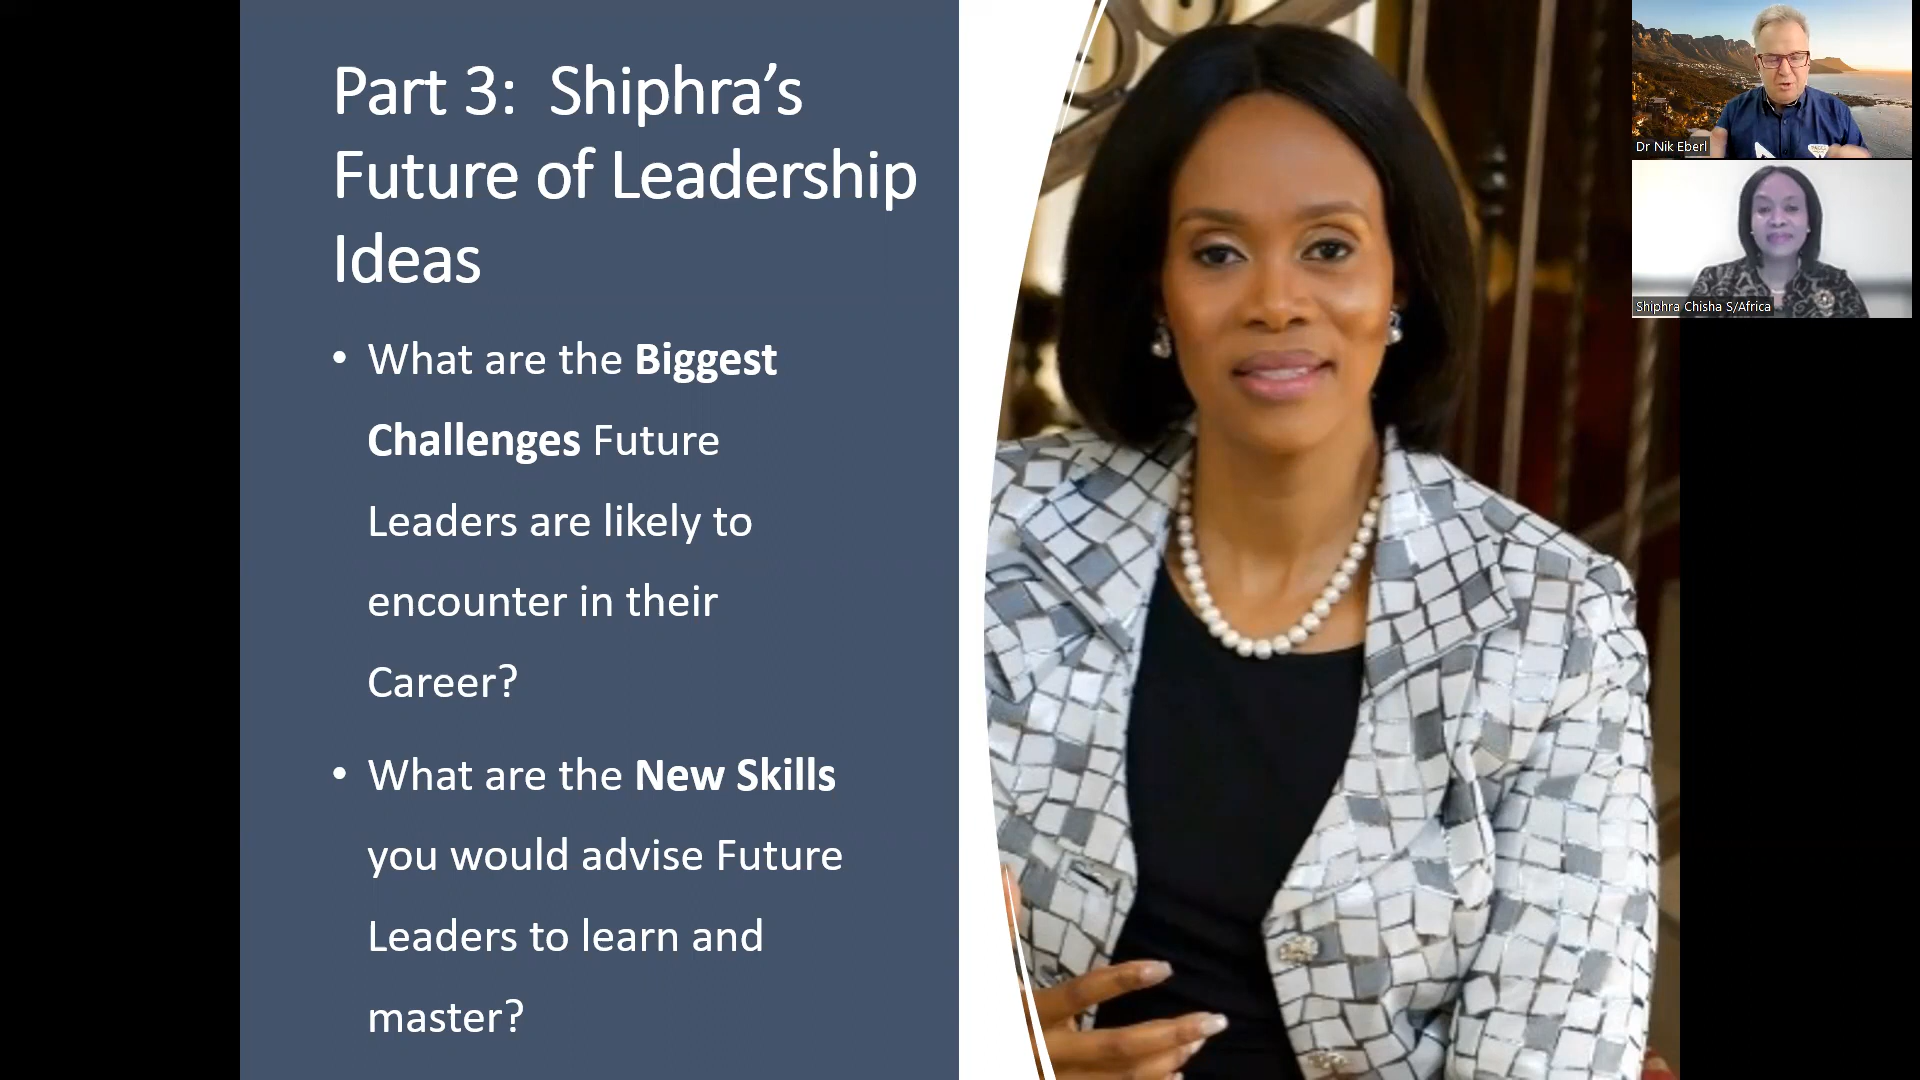 Part 3:  Shiphra’s
Future of Leadership
Ideas
• What are the Biggest
Challenges Future
Leaders are likely to
encounter in their
Career?
• What are the New Skills
you would advise Future
Leaders to learn and
master?
Dr Nik Eberl
Shiphra Chisha S/Africa